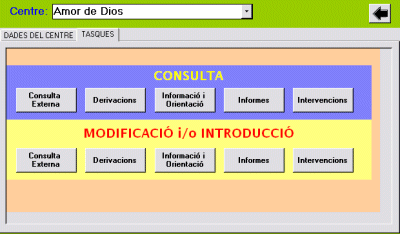 Centre: Amor de Dios
DADES DEL CENTRE TASQUES
CONSULTA
Consulta Externa
Derivacions
Informació i Orientació
Informes
Intervencions
MODIFICACIÓ i/o INTRODUCCIÓ
Consulta Externa
Derivacions
Informació i Orientació
Informes
Intervencions